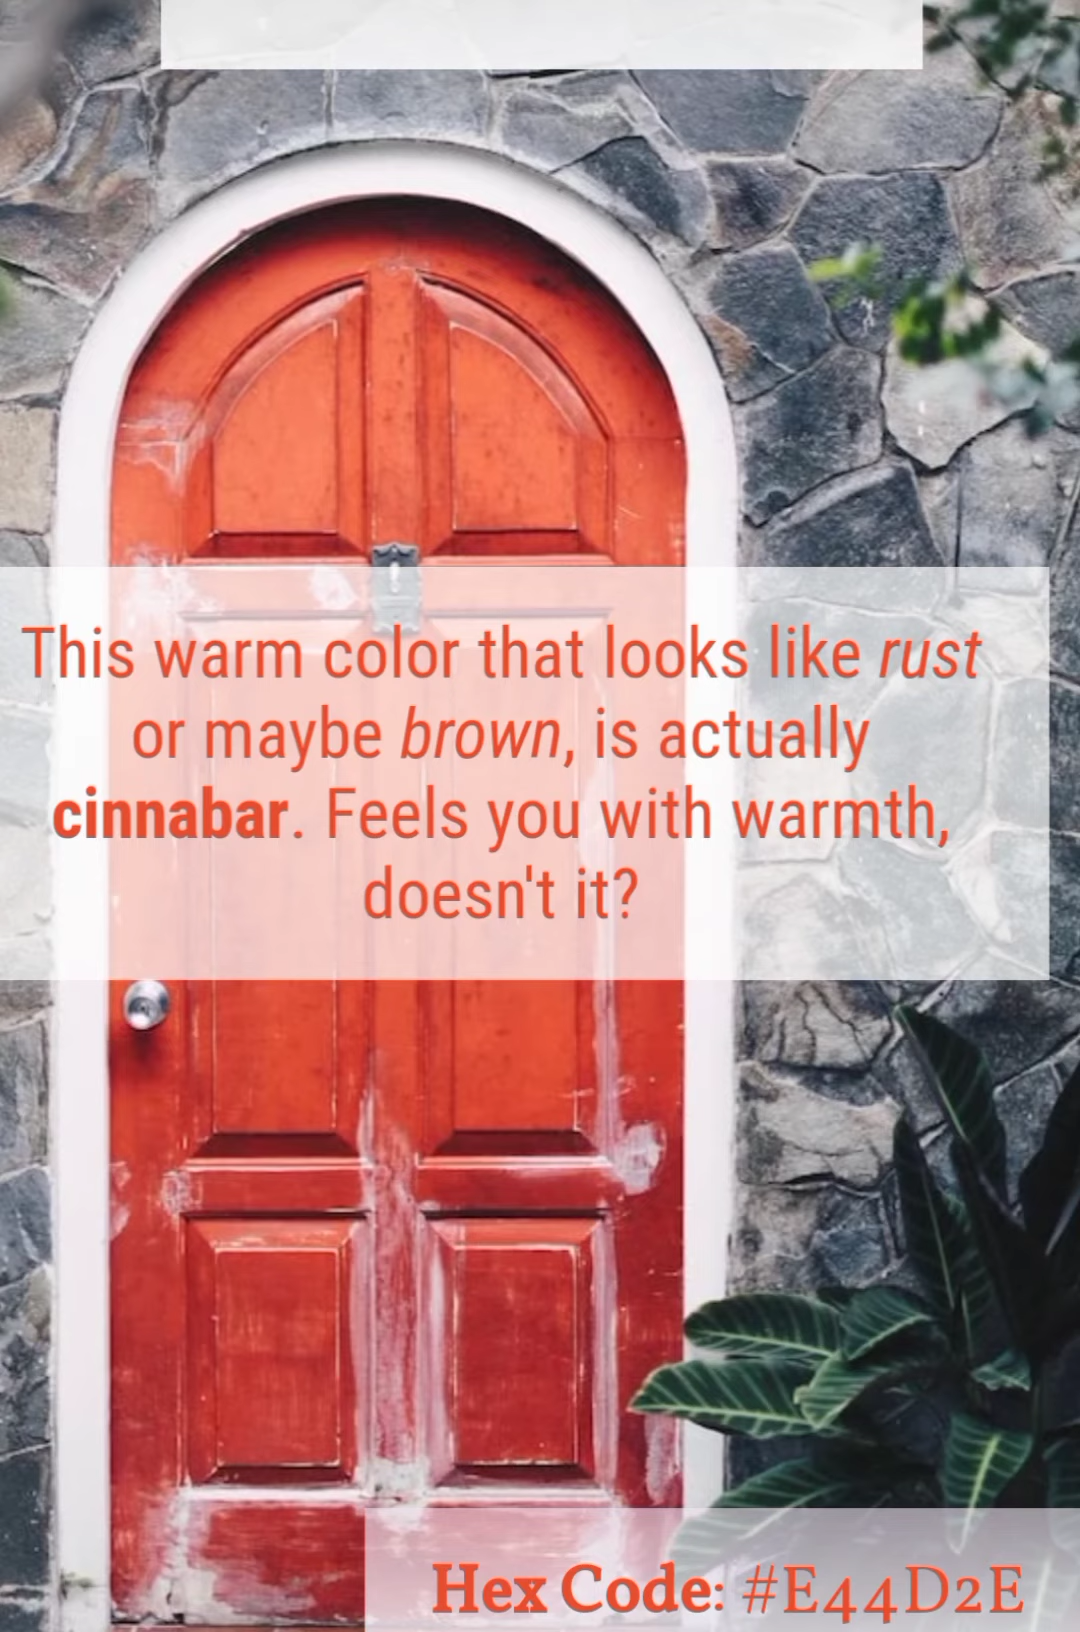 This warm color that looks like rust
or maybe brown, is actually
cinnabar. Feels you with warmth,
doesn't it?
Hex Code: #E44D2E